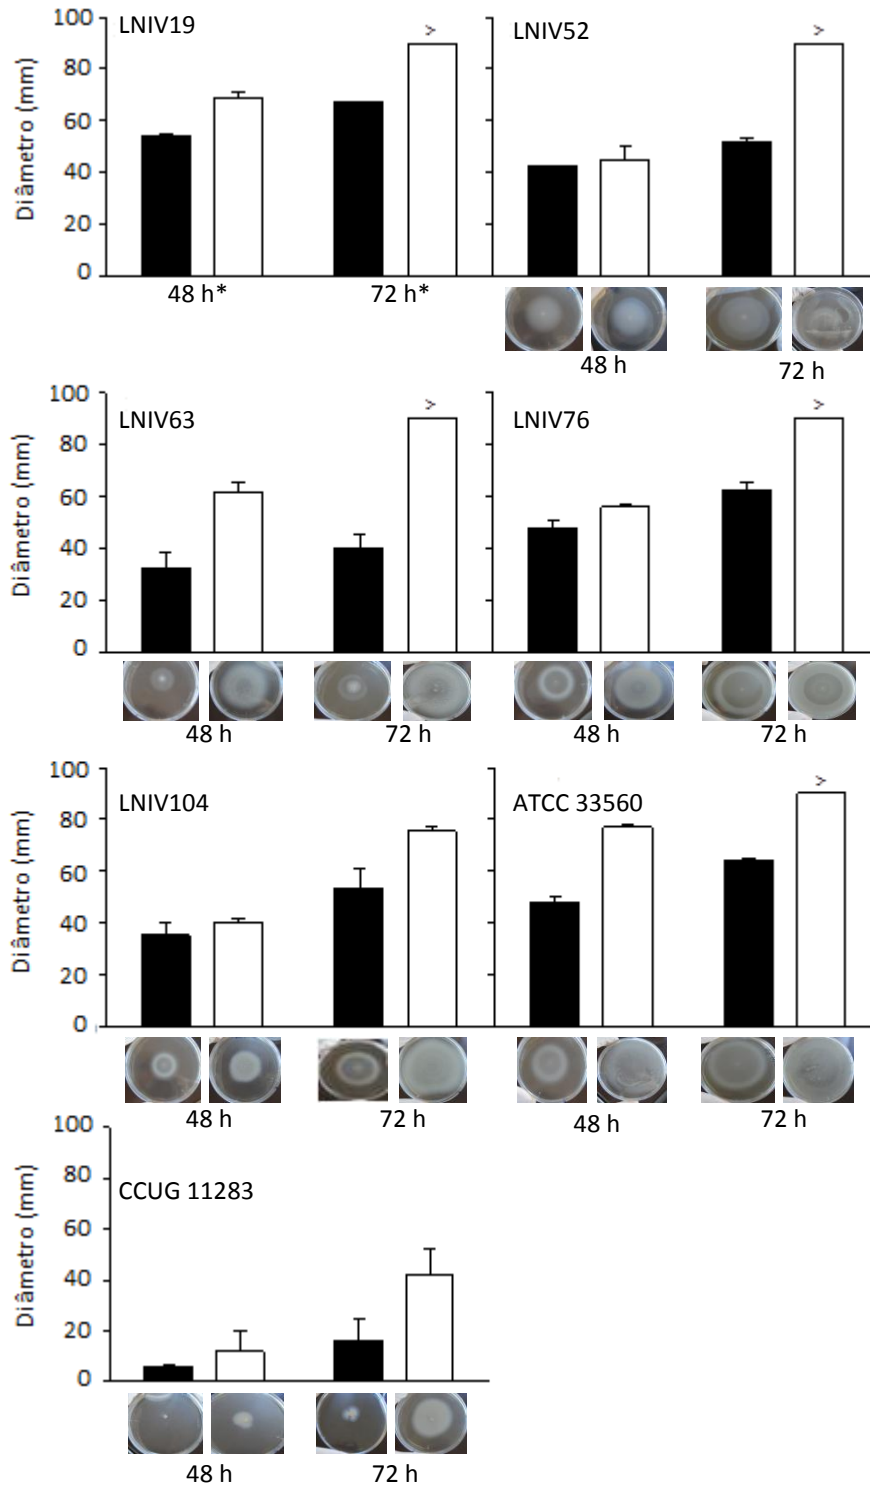 LNIV19
LNIV52
Diâmetro (mm)
100
80
60
40
20
0
>
>
48 h*
72 h*
48 h
72 h
LNIV63
LNIV76
Diâmetro (mm)
100
80
60
40
20
0
>
>
48 h
72 h
48 h
72 h
LNIV104
ATCC 33560
Diâmetro (mm)
100
80
60
40
20
0
>
48 h
72 h
48 h
72 h
CCUG 11283
Diâmetro (mm)
100
80
60
40
20
0
48 h
72 h